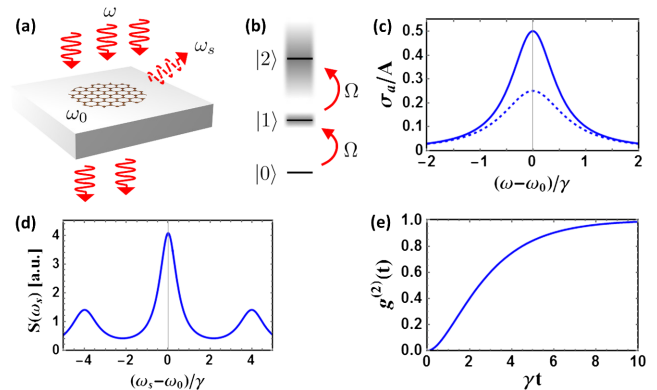 (a)
ω
ω_s
ω_0
(b)
|2⟩
Ω
|1⟩
Ω
|0⟩
(c)
σ_a/A
0.5
0.4
0.3
0.2
0.1
0
-2 -1 0 1 2
(ω-ω_0)/γ
(d)
S(ω_s) [a.u.]
4
3
2
1
0
-4 -2 0 2 4
(ω_s-ω_0)/γ
(e)
g^(2)(t)
1.0
0.8
0.6
0.4
0.2
0.0
0 2 4 6 8 10
γt